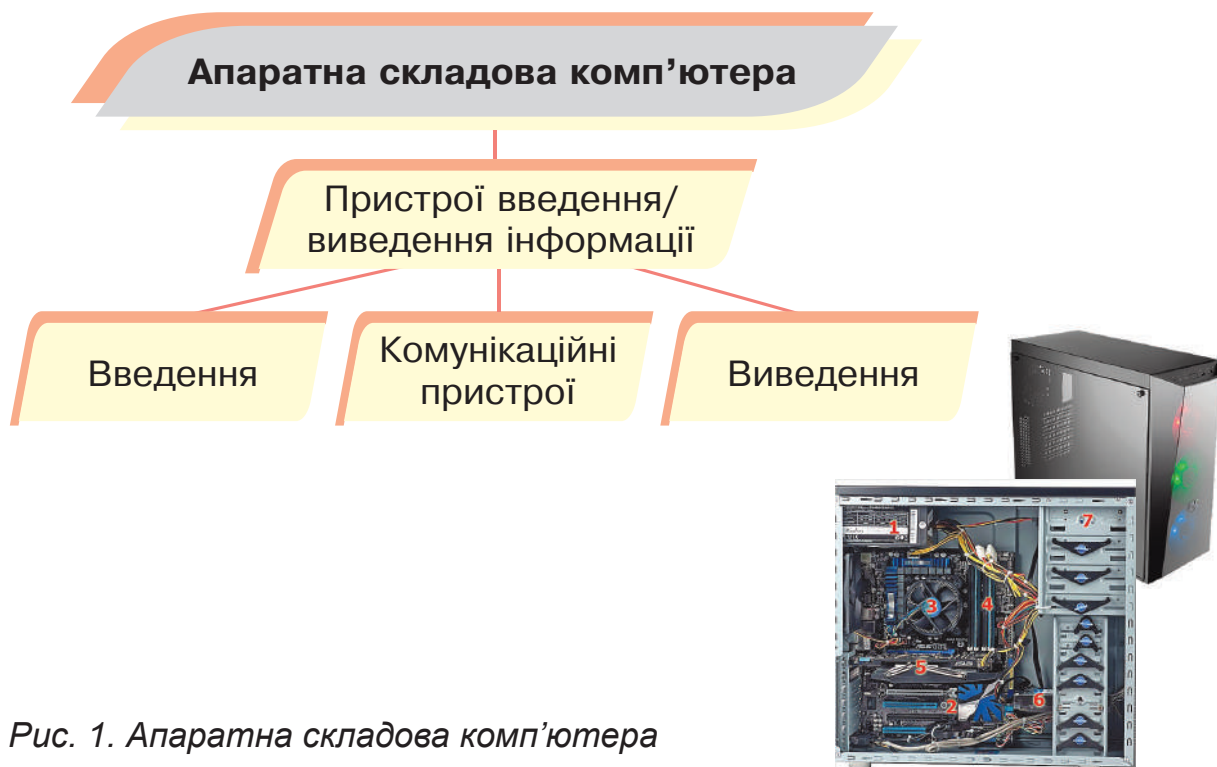 Апаратна складова комп’ютера
Пристрої введення/
виведення інформації
Введення
Комунікаційні
пристрої
Виведення
1
7
3
4
5
2
6
Рис. 1. Апаратна складова комп’ютера